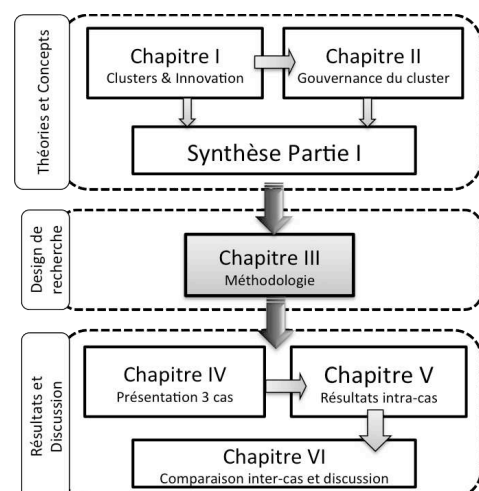 Théories et Concepts
Chapitre I
Clusters & Innovation
Chapitre II
Gouvernance du cluster
Synthèse Partie I
Design de
recherche
Chapitre III
Méthodologie
Résultats et
Discussion
Chapitre IV
Présentation 3 cas
Chapitre V
Résultats intra-cas
Chapitre VI
Comparaison inter-cas et discussion